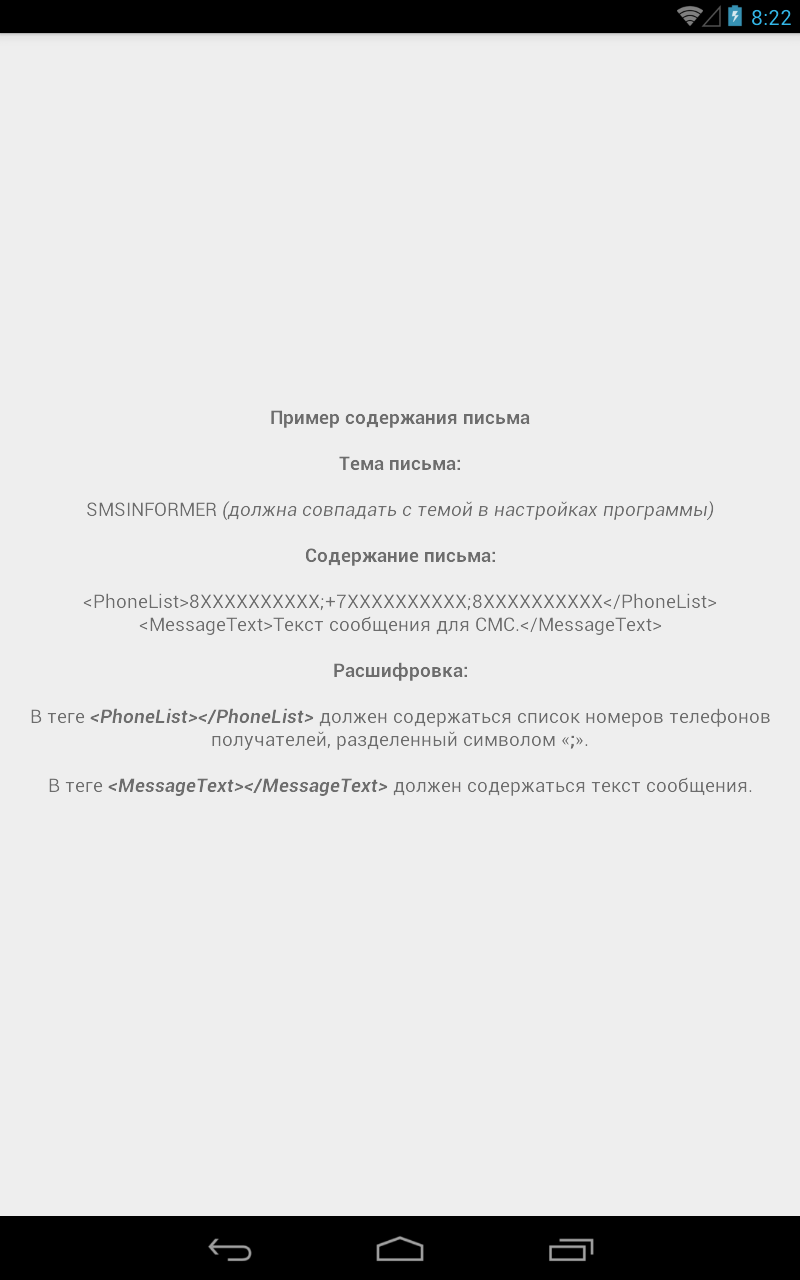 8:22
Пример содержания письма
Тема письма:
SMSINFORMER (должна совпадать с темой в настройках программы)
Содержание письма:
<PhoneList>8XXXXXXXXXX;+7XXXXXXXXXX;8XXXXXXXXXX</PhoneList>
<MessageText>Текст сообщения для СМС.</MessageText>
Расшифровка:
В теге <PhoneList></PhoneList> должен содержаться список номеров телефонов
получателей, разделенный символом «;».
В теге <MessageText></MessageText> должен содержаться текст сообщения.